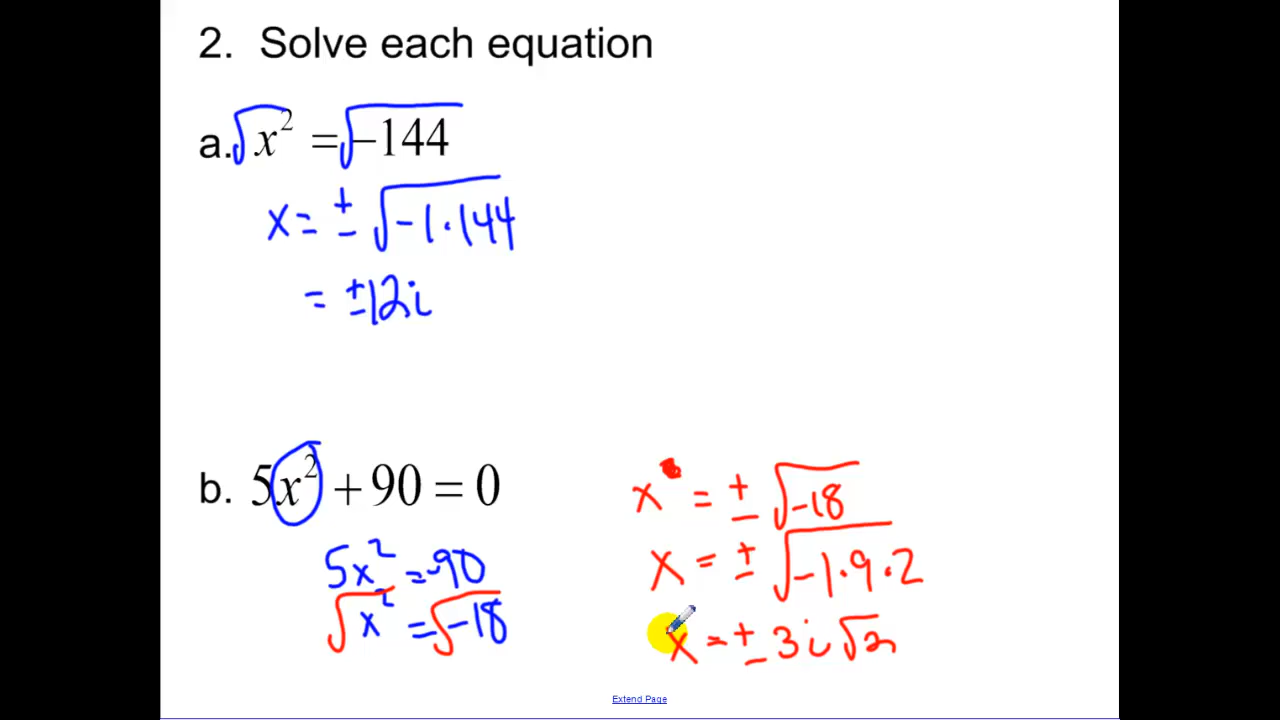 2. Solve each equation
a. √x² = √-144
x = ± √-1·144
= ±12i
b. 5x² + 90 = 0
5x² = -90
√x² = √-18
x = ± √-18
x = ± √-1·9·2
x = ± 3i√2
Extend Page